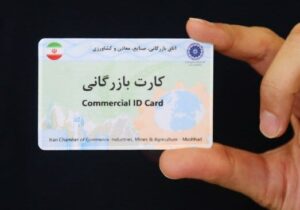 اتاق بازرگانی، صنایع، معادن و کشاورزی
کارت بازرگانی
Commercial ID Card
Iran Chamber of Commerce, Industries, Mines & Agriculture - Mashhad